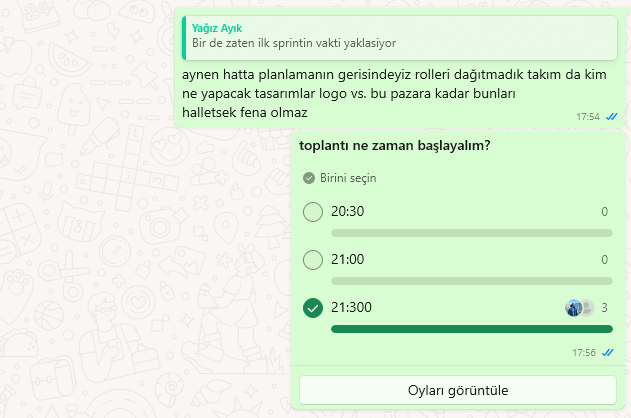 Yağız Ayık
Bir de zaten ilk sprintin vakti yaklasiyor
aynen hatta planlamanın gerisindeyiz rolleri dağıtmadık takım da kim
ne yapacak tasarımlar logo vs. bu pazara kadar bunları
halletsek fena olmaz
17:54
toplantı ne zaman başlayalım?
Birini seçin
20:30 0
21:00 0
21:300 3
17:56
Oyları görüntüle